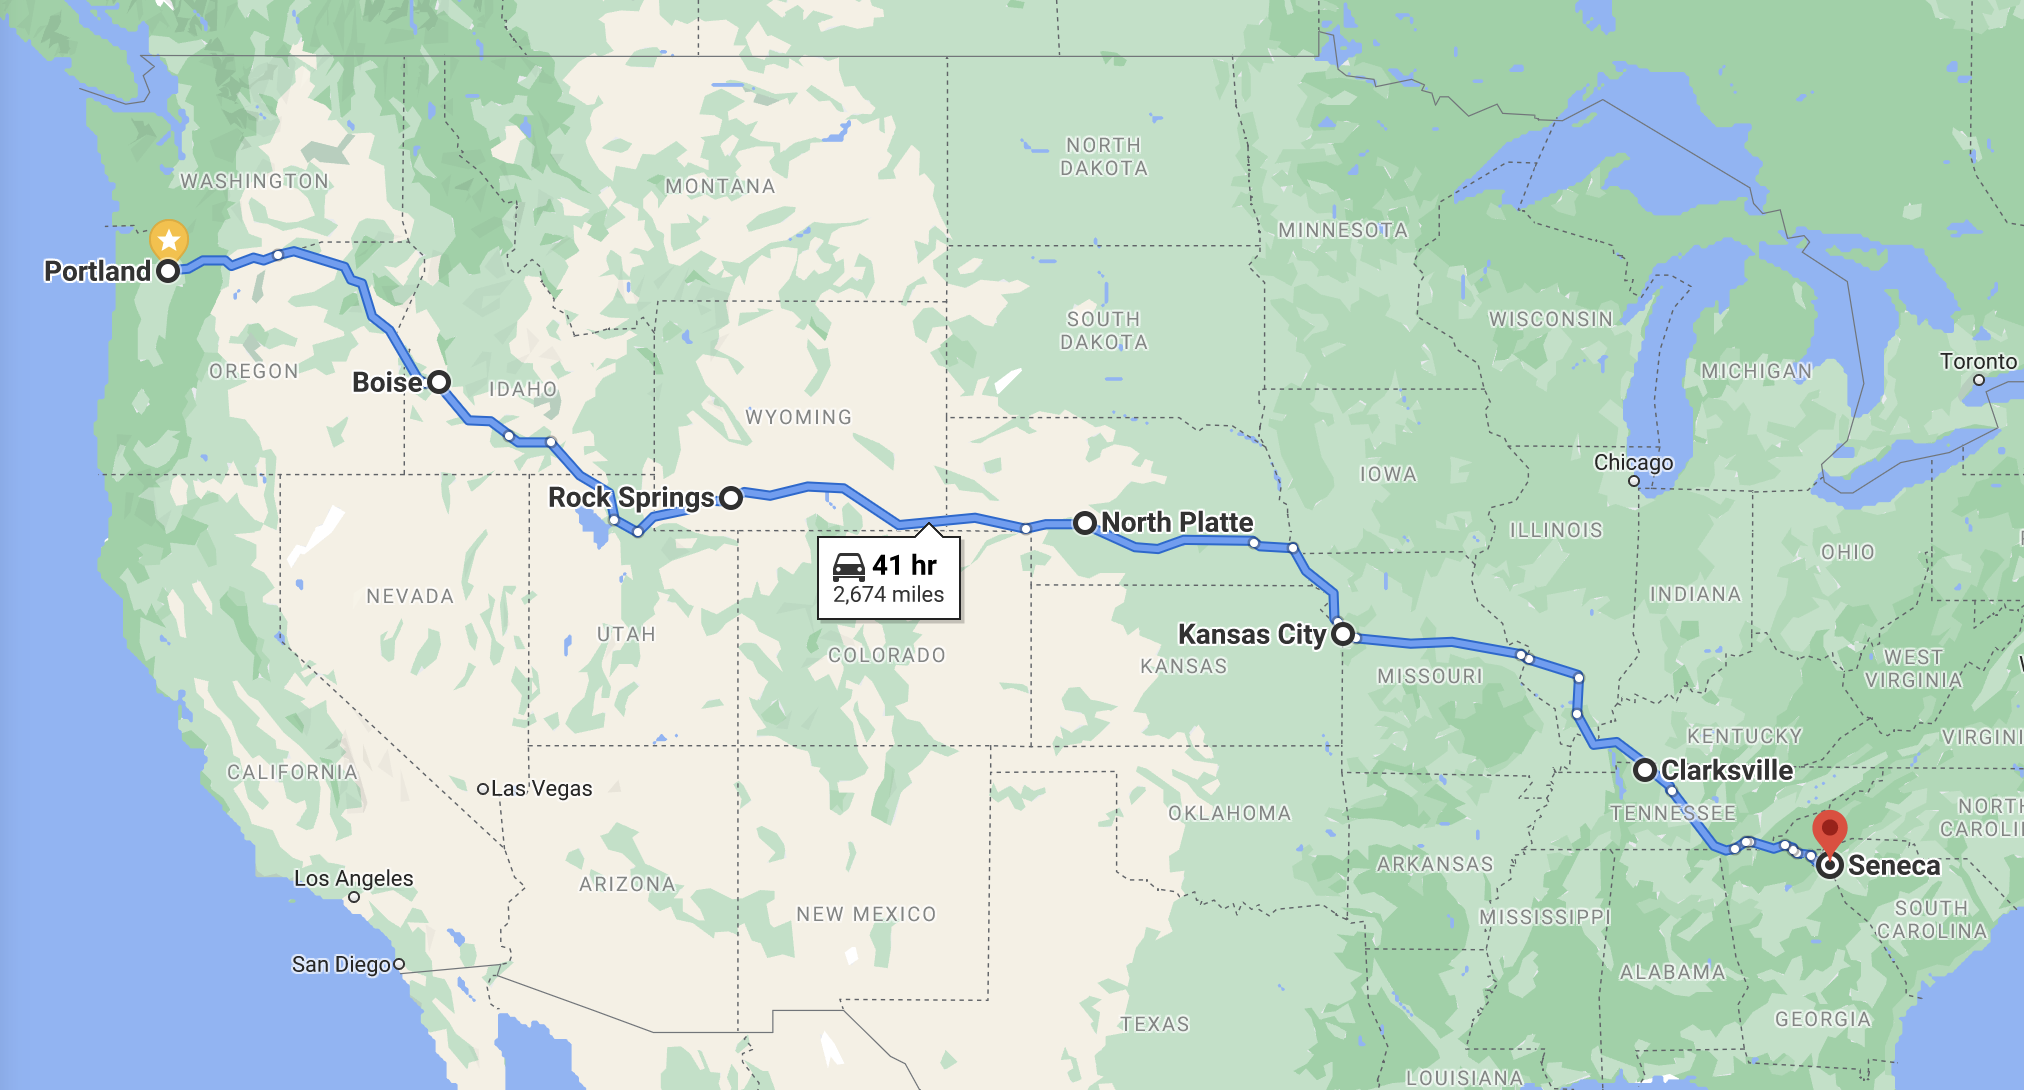 WASHINGTON
MONTANA
NORTH
DAKOTA
MINNESOTA
Portland
OREGON
Boise
IDAHO
WYOMING
SOUTH
DAKOTA
WISCONSIN
MICHIGAN
Toronto
Chicago
IOWA
Rock Springs
North Platte
41 hr
2,674 miles
ILLINOIS
OHIO
INDIANA
NEVADA
UTAH
COLORADO
Kansas City
KANSAS
MISSOURI
WEST
VIRGINIA
KENTUCKY
VIRGINI
CALIFORNIA
Las Vegas
Clarksville
TENNESSEE
OKLAHOMA
NORTH
CAROLI
Seneca
ARKANSAS
Los Angeles
ARIZONA
NEW MEXICO
MISSISSIPPI
SOUTH
CAROLINA
San Diego
ALABAMA
TEXAS
GEORGIA
LOUISIANA